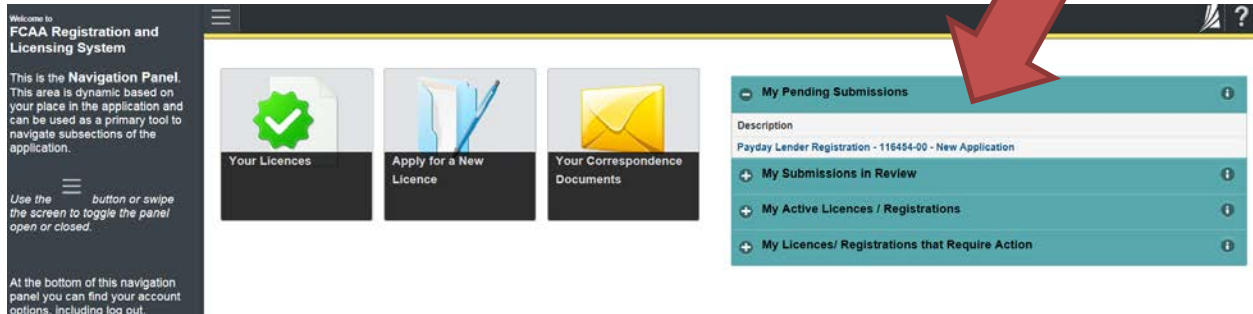 Welcome to
FCAA Registration and
Licensing System
This is the Navigation Panel.
This area is dynamic based on
your place in the application and
can be used as a primary tool to
navigate subsections of the
application.
Use the button or swipe
the screen to toggle the panel
open or closed.
At the bottom of this navigation
panel you can find your account
options, including log out.
?
Your Licences
Apply for a New
Licence
Your Correspondence
Documents
My Pending Submissions
Description
Payday Lender Registration - 116454-00 - New Application
My Submissions in Review
My Active Licences / Registrations
My Licences/ Registrations that Require Action